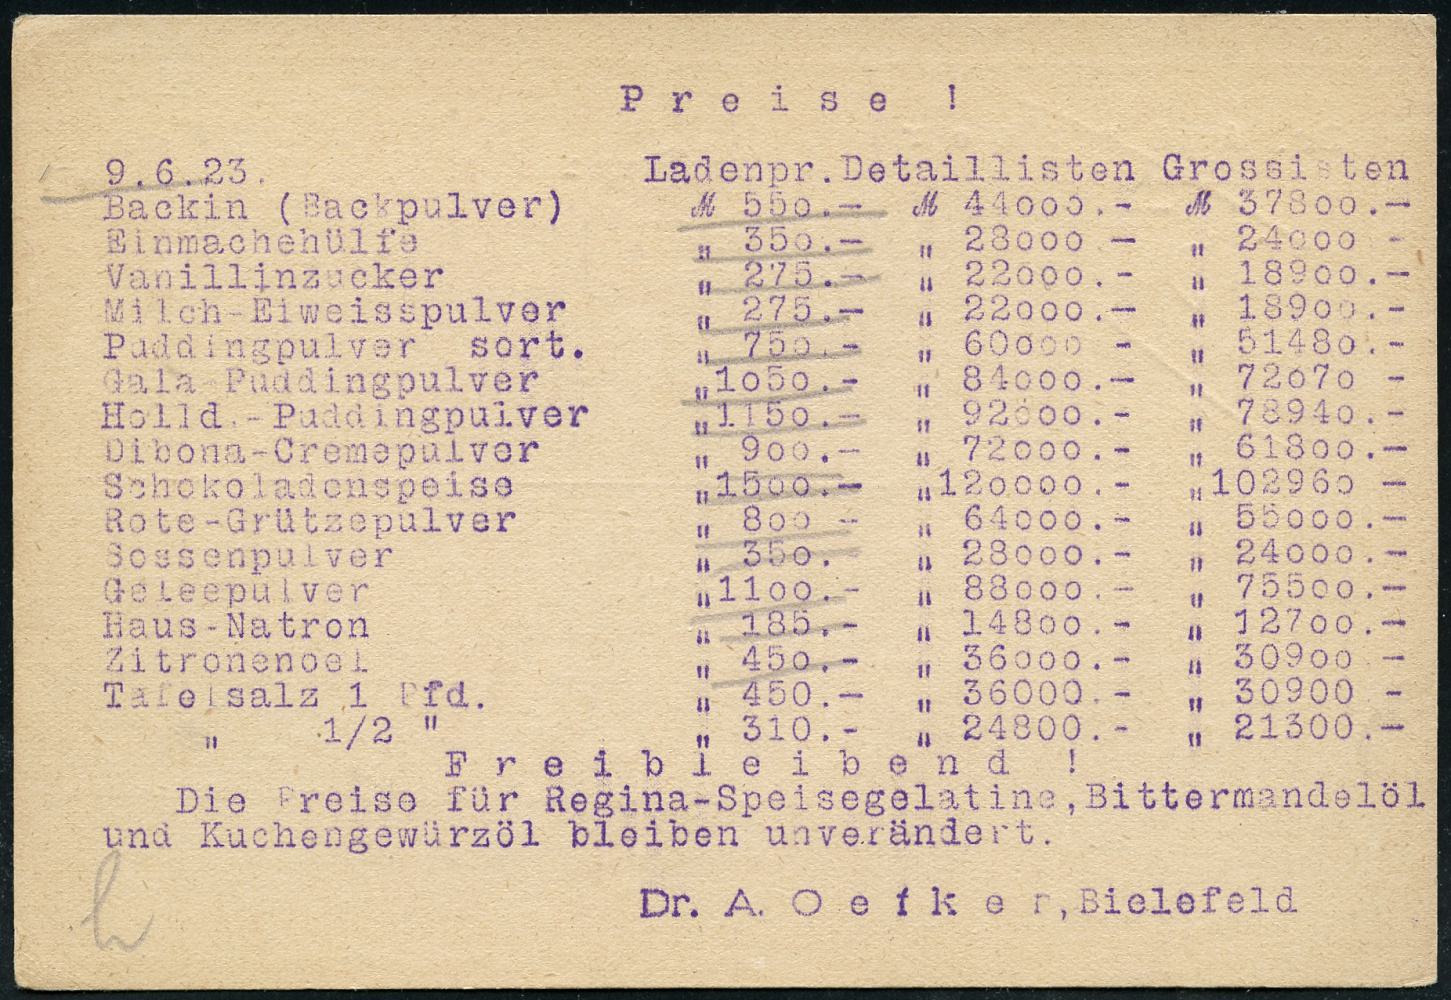 Preise !
9.6.23. Ladenpr. Detaillisten Grossisten
Backin (Backpulver) M 550.- M 44000.- M 37800.-
Einmachehülfe " 350.- " 28000 - " 24000 -
Vanillinzucker " 275.- " 22000.- " 18900.-
Milch-Eiweisspulver " 275.- " 22000.- " 18900.-
Puddingpulver sort. " 750.- " 60000 - " 51480.-
Gala-Puddingpulver " 1050.- " 84000.- " 72070 -
Holld.-Puddingpulver " 1150.- " 92000.- " 78940.-
Dibona-Cremepulver " 900.- " 72000.- " 61800.-
Schokoladenspeise " 1500.- " 120000.- " 102960 -
Rote-Grützepulver " 800 - " 64000.- " 55000.-
Sossenpulver " 350. " 28000.- " 24000.-
Geleepulver " 1100.- " 88000.- " 75500.-
Haus-Natron " 185.- " 14800.- " 12700.-
Zitronenoel " 450.- " 36000.- " 30900 -
Tafelsalz 1 Pfd. " 450.- " 36000.- " 30900 -
" 1/2 " " 310.- " 24800.- " 21300.-
Freibleibend !
Die Preise für Regina-Speisegelatine, Bittermandelöl
und Kuchengewürzöl bleiben unverändert.
Dr. A. Oetker, Bielefeld